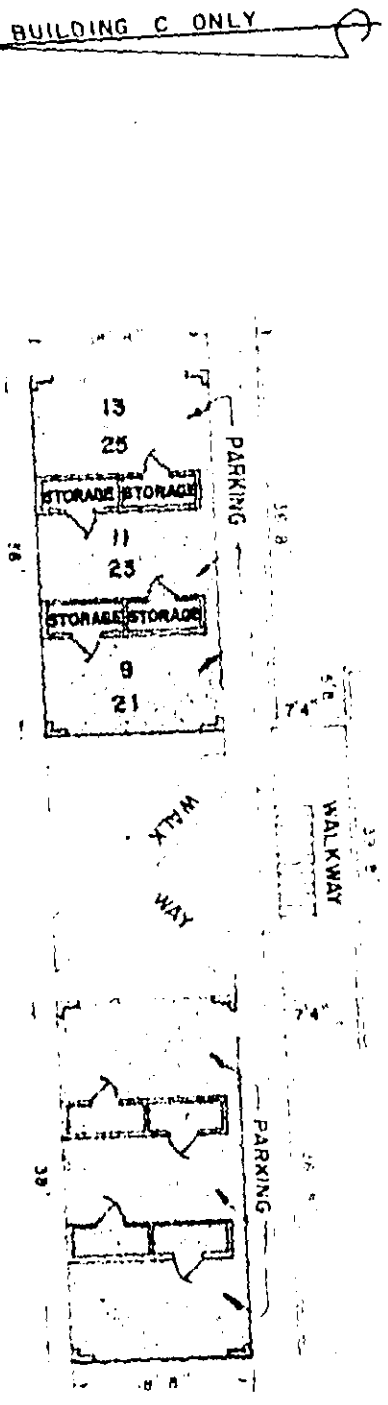 BUILDING C ONLY
13
25
PARKING
STORAGE STORAGE
11
23
STORAGE STORAGE
9
21
7'4"
WALKWAY
WALK
WAY
7'4"
PARKING
38'